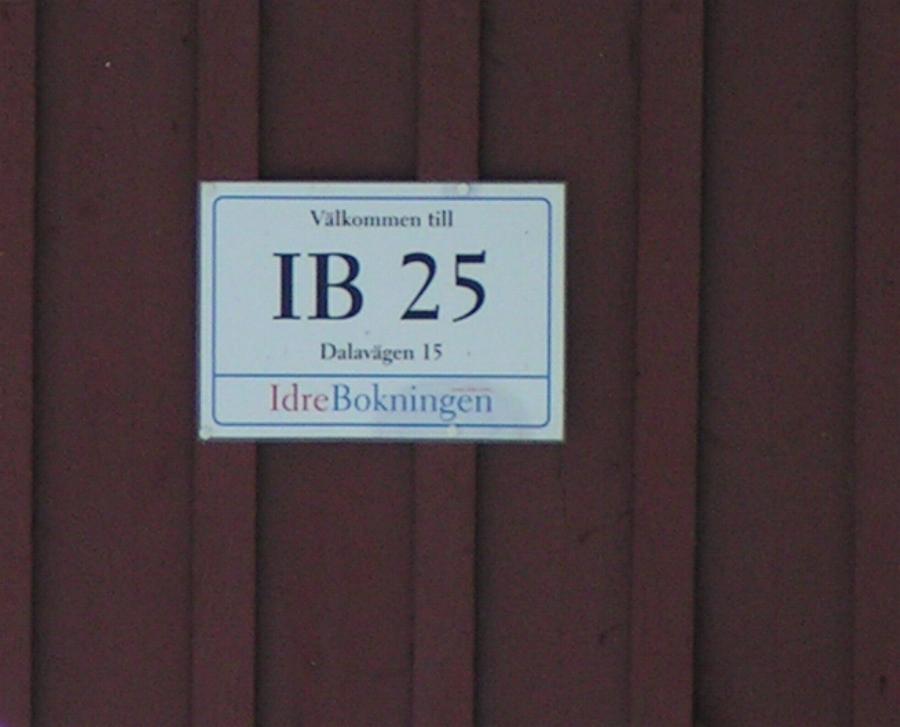 Välkommen till
IB 25
Dalavägen 15
IdreBokningen